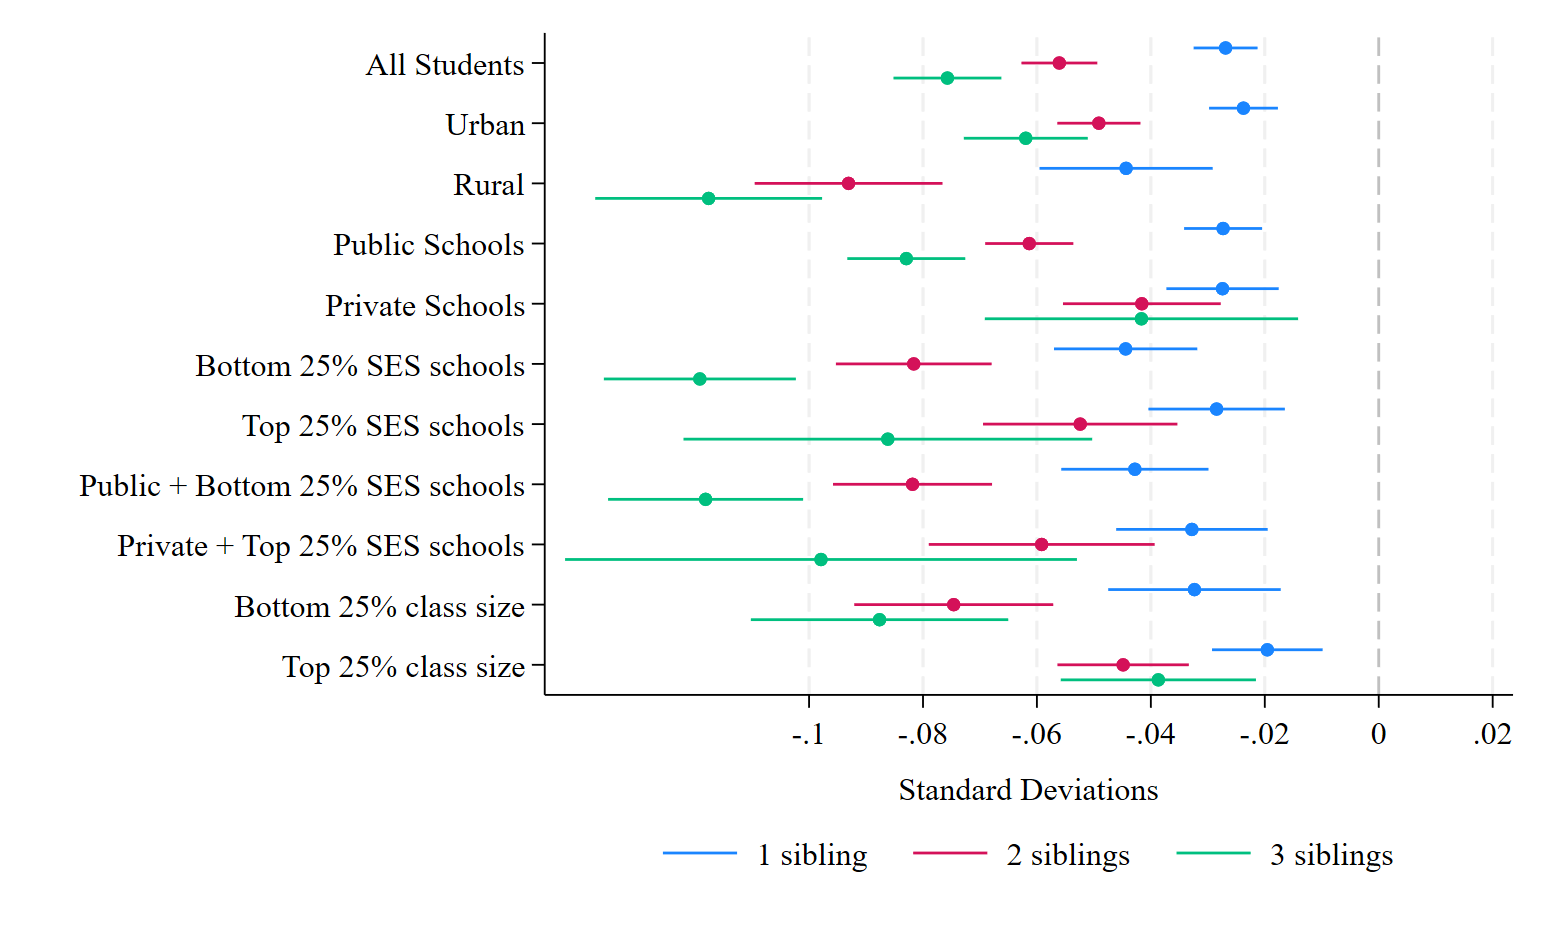 All Students
Urban
Rural
Public Schools
Private Schools
Bottom 25% SES schools
Top 25% SES schools
Public + Bottom 25% SES schools
Private + Top 25% SES schools
Bottom 25% class size
Top 25% class size
-.1 -.08 -.06 -.04 -.02 0 .02
Standard Deviations
1 sibling 2 siblings 3 siblings